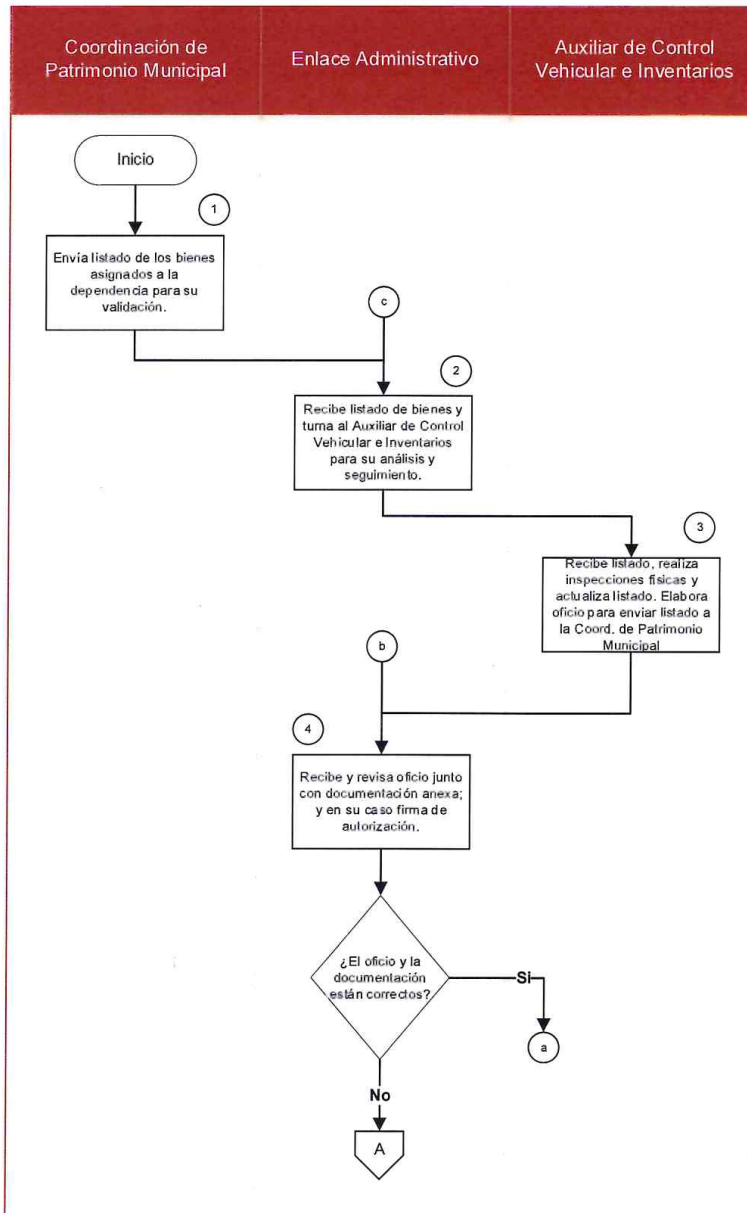 Coordinación de
Patrimonio Municipal
Enlace Administrativo
Auxiliar de Control
Vehicular e Inventarios
Inicio
1
Envía listado de los bienes
asignados a la
dependencia para su
validación.
c
2
Recibe listado de bienes y
turna al Auxiliar de Control
Vehicular e Inventarios
para su análisis y
seguimiento.
3
Recibe listado, realiza
inspecciones físicas y
actualiza listado. Elabora
oficio para enviar listado a
la Coord. de Patrimonio
Municipal
b
4
Recibe y revisa oficio junto
con documentación anexa;
y en su caso firma de
autorización.
¿El oficio y la
documentación
están correctos?
Si
a
No
A